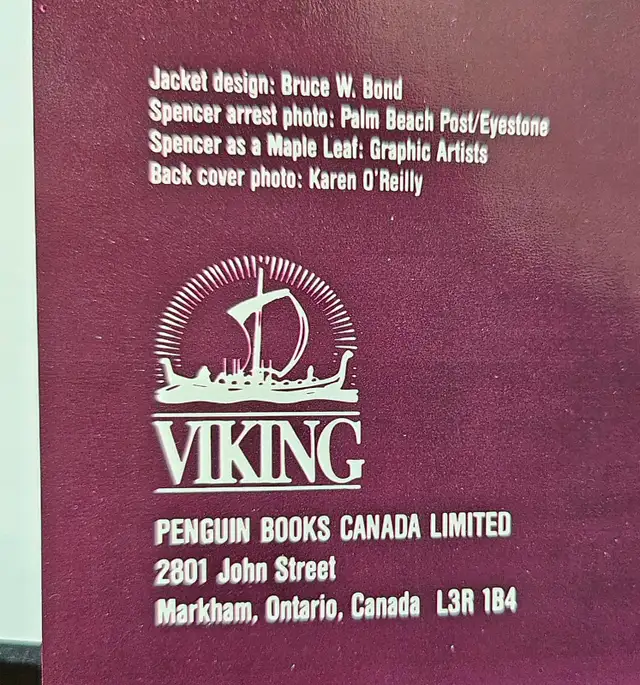 Jacket design: Bruce W. Bond
Spencer arrest photo: Palm Beach Post/Eyestone
Spencer as a Maple Leaf: Graphic Artists
Back cover photo: Karen O'Reilly
VIKING
PENGUIN BOOKS CANADA LIMITED
2801 John Street
Markham, Ontario, Canada L3R 1B4